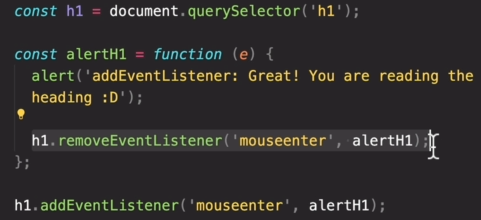 const h1 = document.querySelector('h1');
const alertH1 = function (e) {
alert('addEventListener: Great! You are reading the
heading :D');
h1.removeEventListener('mouseenter', alertH1);
};
h1.addEventListener('mouseenter', alertH1);